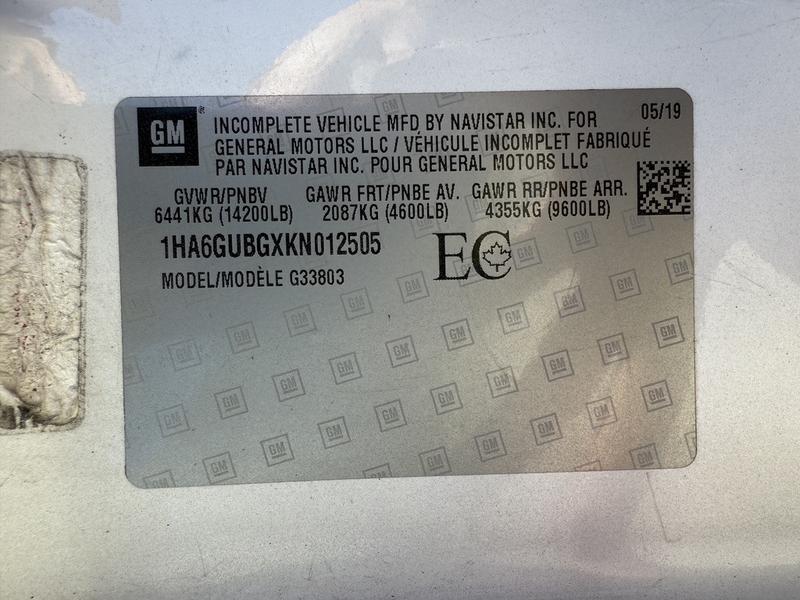 GM
INCOMPLETE VEHICLE MFD BY NAVISTAR INC. FOR
GENERAL MOTORS LLC / VÉHICULE INCOMPLET FABRIQUÉ
PAR NAVISTAR INC. POUR GENERAL MOTORS LLC
05/19
GVWR/PNBV GAWR FRT/PNBE AV. GAWR RR/PNBE ARR.
6441KG (14200LB) 2087KG (4600LB) 4355KG (9600LB)
1HA6GUBGXKN012505
EC
MODEL/MODÈLE G33803